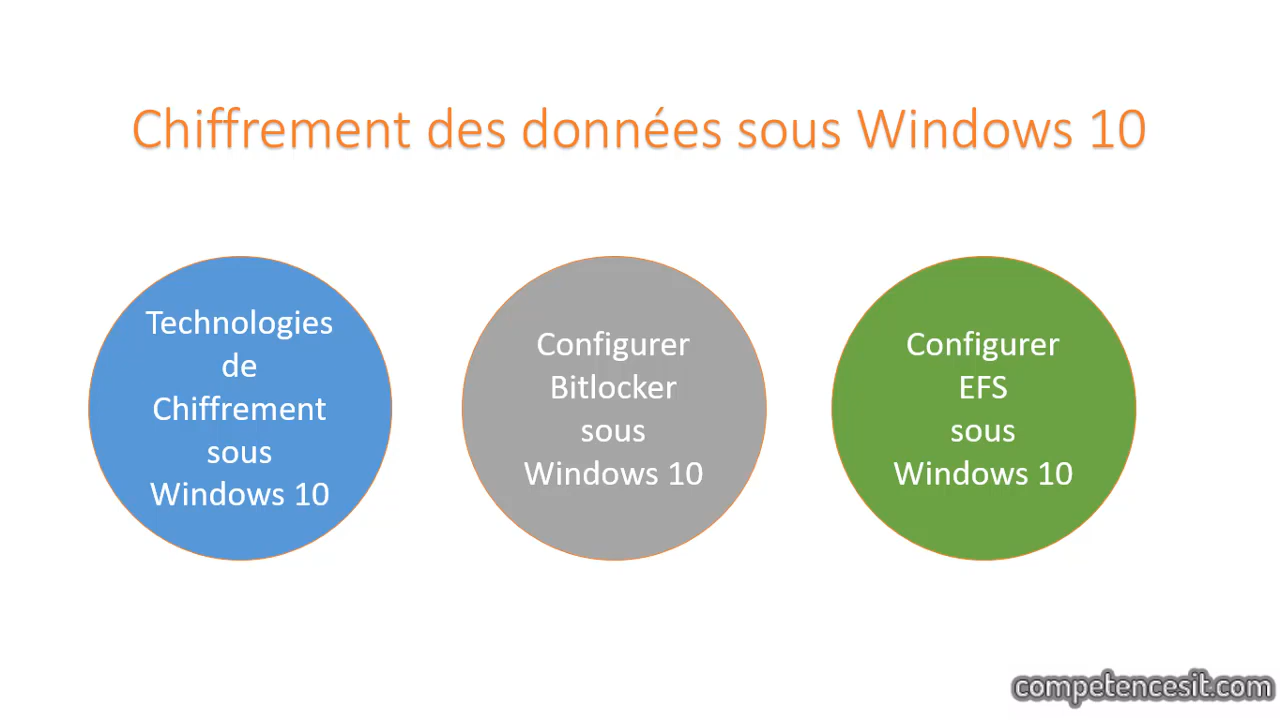 Chiffrement des données sous Windows 10
Technologies
de
Chiffrement
sous
Windows 10
Configurer
Bitlocker
sous
Windows 10
Configurer
EFS
sous
Windows 10
competencesit.com